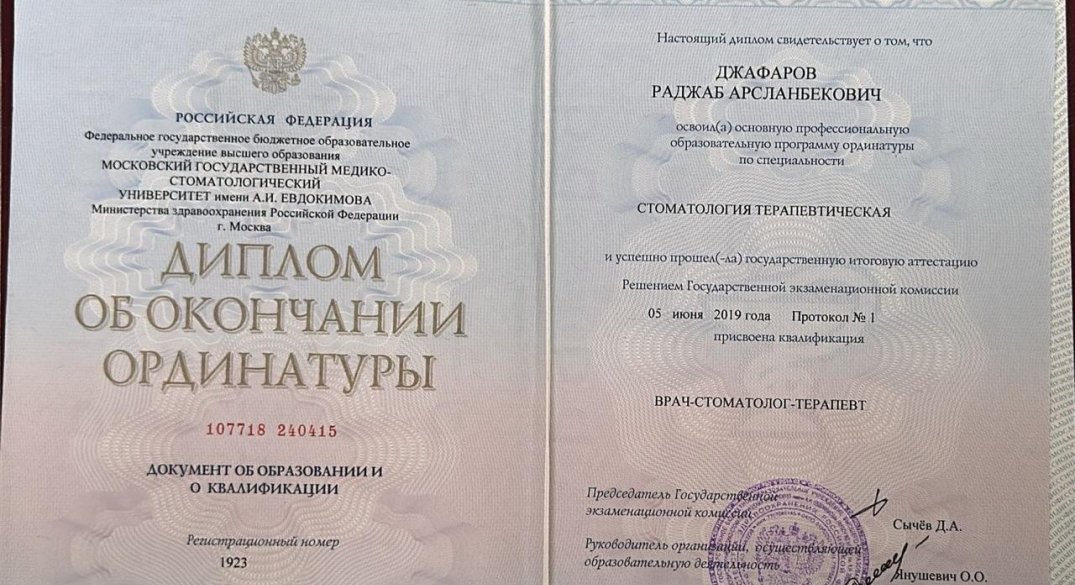 РОССИЙСКАЯ ФЕДЕРАЦИЯ
Федеральное государственное бюджетное образовательное
учреждение высшего образования
МОСКОВСКИЙ ГОСУДАРСТВЕННЫЙ МЕДИКО-
СТОМАТОЛОГИЧЕСКИЙ
УНИВЕРСИТЕТ имени А.И. ЕВДОКИМОВА
Министерства здравоохранения Российской Федерации
г. Москва
ДИПЛОМ
ОБ ОКОНЧАНИИ
ОРДИНАТУРЫ
107718 240415
ДОКУМЕНТ ОБ ОБРАЗОВАНИИ И
О КВАЛИФИКАЦИИ
Регистрационный номер
1923
Настоящий диплом свидетельствует о том, что
ДЖАФАРОВ
РАДЖАБ АРСЛАНБЕКОВИЧ
освоил(а) основную профессиональную
образовательную программу ординатуры
по специальности
СТОМАТОЛОГИЯ ТЕРАПЕВТИЧЕСКАЯ
и успешно прошел(-ла) государственную итоговую аттестацию
Решением Государственной экзаменационной комиссии
05 июня 2019 года Протокол № 1
присвоена квалификация
ВРАЧ-СТОМАТОЛОГ-ТЕРАПЕВТ
Председатель Государственной
экзаменационной комиссии
Сычёв Д.А.
Руководитель организации, осуществляющей
образовательную деятельность
Янушевич О.О.